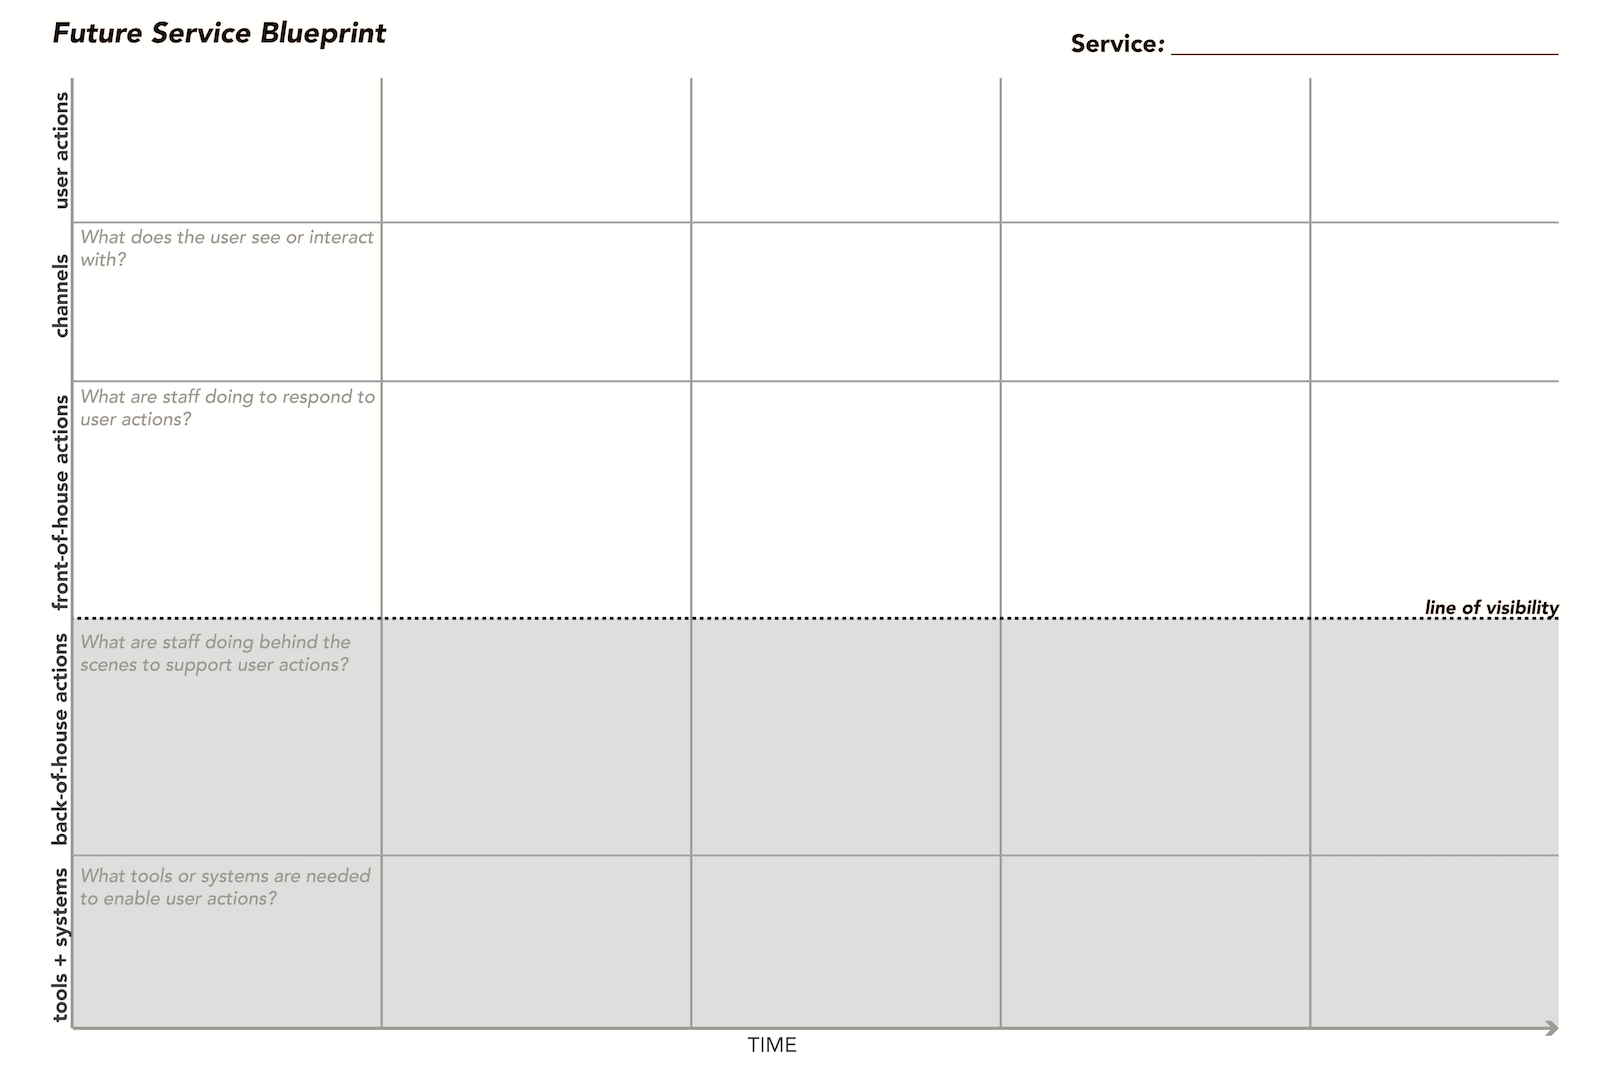 Future Service Blueprint
Service:
user actions
channels
What does the user see or interact
with?
front-of-house actions
What are staff doing to respond to
user actions?
line of visibility
back-of-house actions
What are staff doing behind the
scenes to support user actions?
tools + systems
What tools or systems are needed
to enable user actions?
TIME